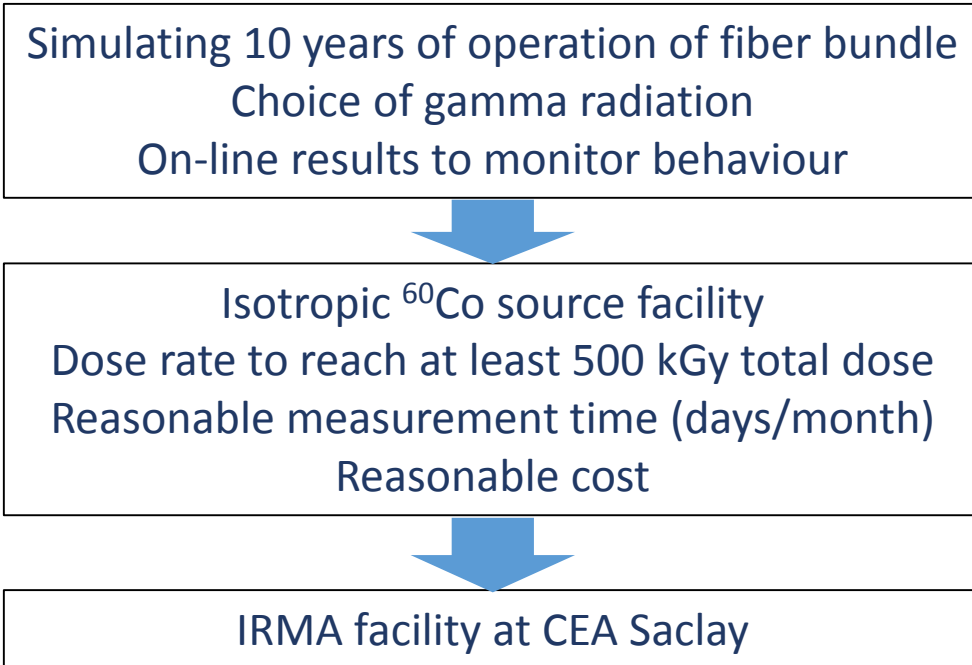 Simulating 10 years of operation of fiber bundle
Choice of gamma radiation
On-line results to monitor behaviour
Isotropic ⁶⁰Co source facility
Dose rate to reach at least 500 kGy total dose
Reasonable measurement time (days/month)
Reasonable cost
IRMA facility at CEA Saclay